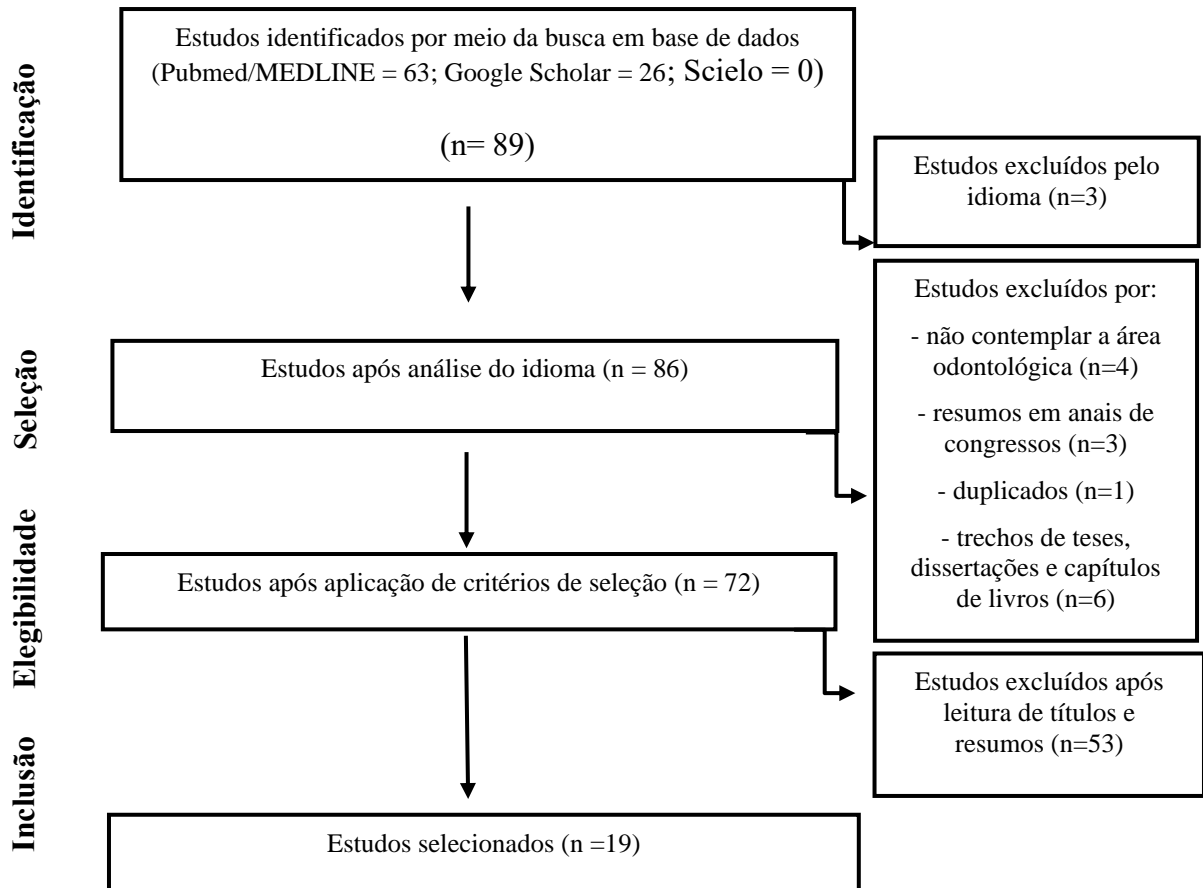 Identificação
Estudos identificados por meio da busca em base de dados
(Pubmed/MEDLINE = 63; Google Scholar = 26; Scielo = 0)
(n= 89)
Estudos excluídos pelo
idioma (n=3)
Seleção
Estudos após análise do idioma (n = 86)
Estudos excluídos por:
- não contemplar a área
odontológica (n=4)
- resumos em anais de
congressos (n=3)
- duplicados (n=1)
- trechos de teses,
dissertações e capítulos
de livros (n=6)
Elegibilidade
Estudos após aplicação de critérios de seleção (n = 72)
Estudos excluídos após
leitura de títulos e
resumos (n=53)
Inclusão
Estudos selecionados (n =19)